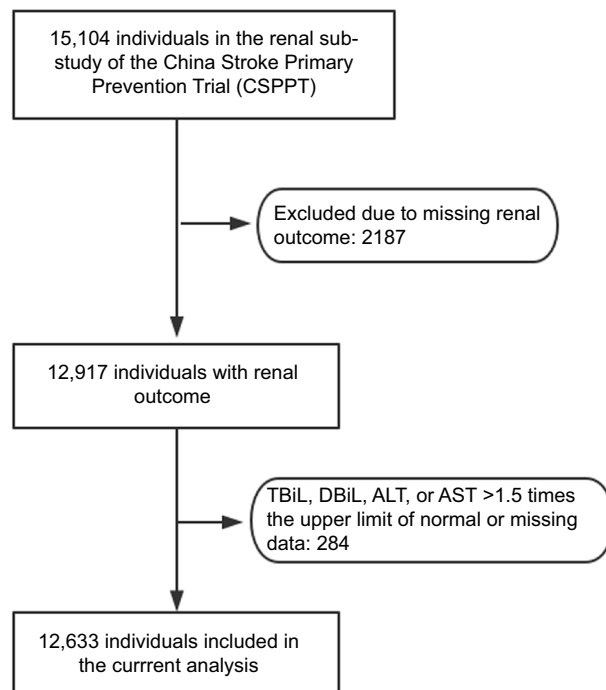 15,104 individuals in the renal sub-
study of the China Stroke Primary
Prevention Trial (CSPPT)
Excluded due to missing renal
outcome: 2187
12,917 individuals with renal
outcome
TBiL, DBiL, ALT, or AST >1.5 times
the upper limit of normal or missing
data: 284
12,633 individuals included in
the currrent analysis